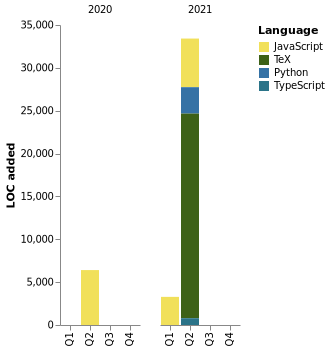 2020 2021
Language
JavaScript
TeX
Python
TypeScript
LOC added
35,000
30,000
25,000
20,000
15,000
10,000
5,000
0
Q1 Q2 Q3 Q4 Q1 Q2 Q3 Q4